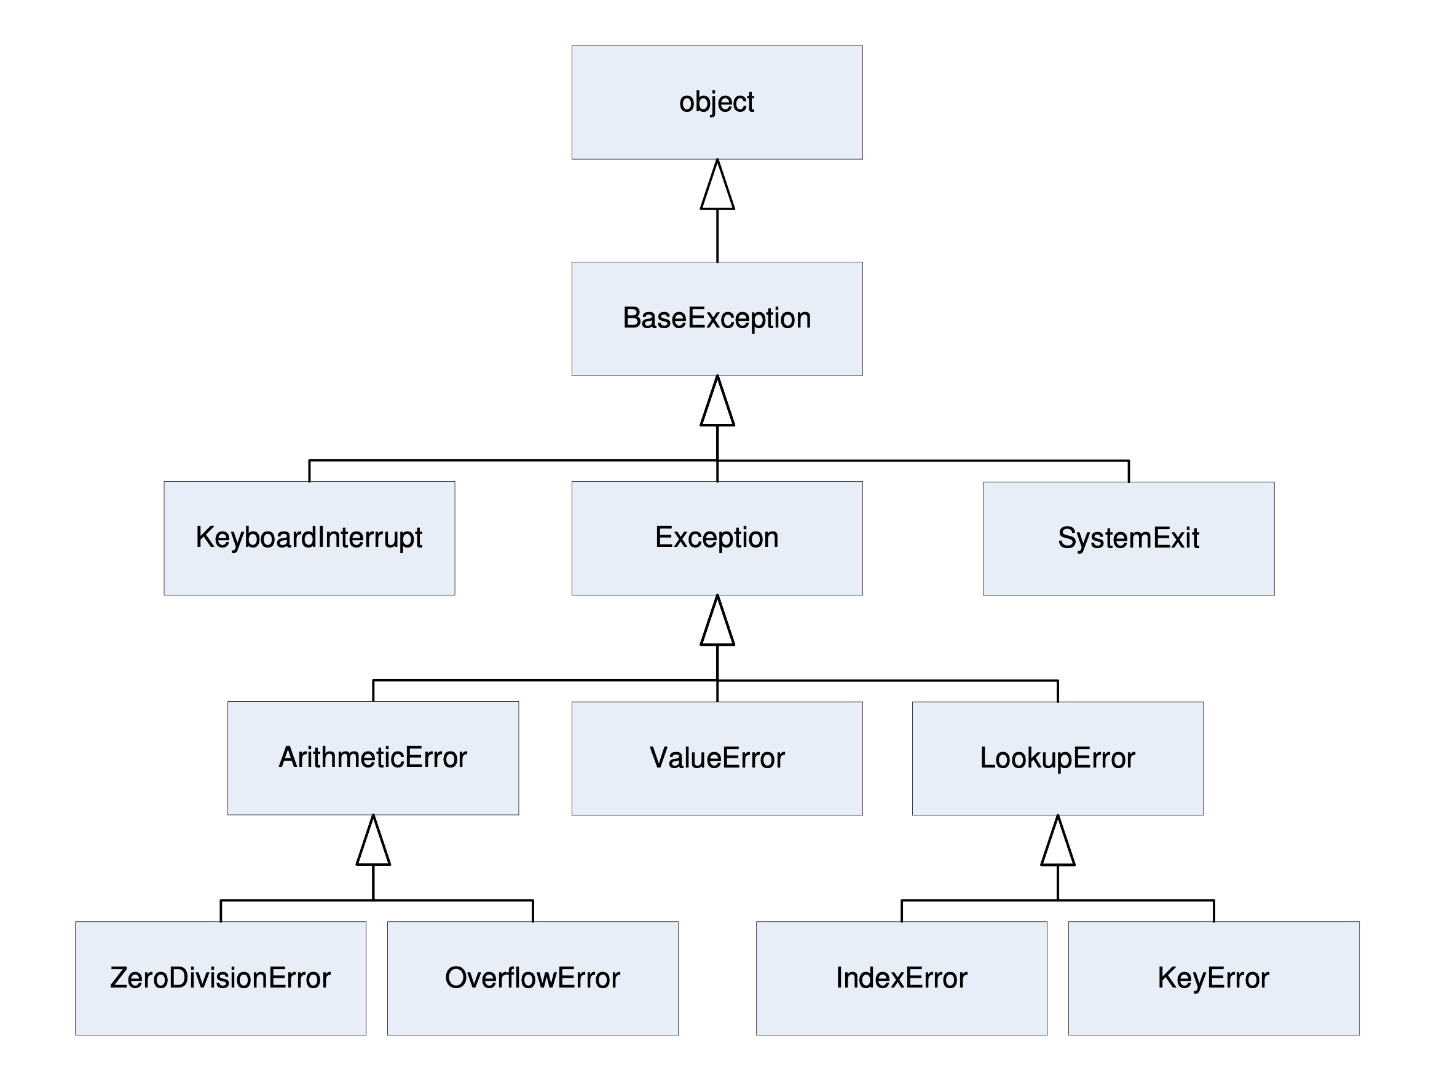 object
BaseException
KeyboardInterrupt
Exception
SystemExit
ArithmeticError
ValueError
LookupError
ZeroDivisionError
OverflowError
IndexError
KeyError